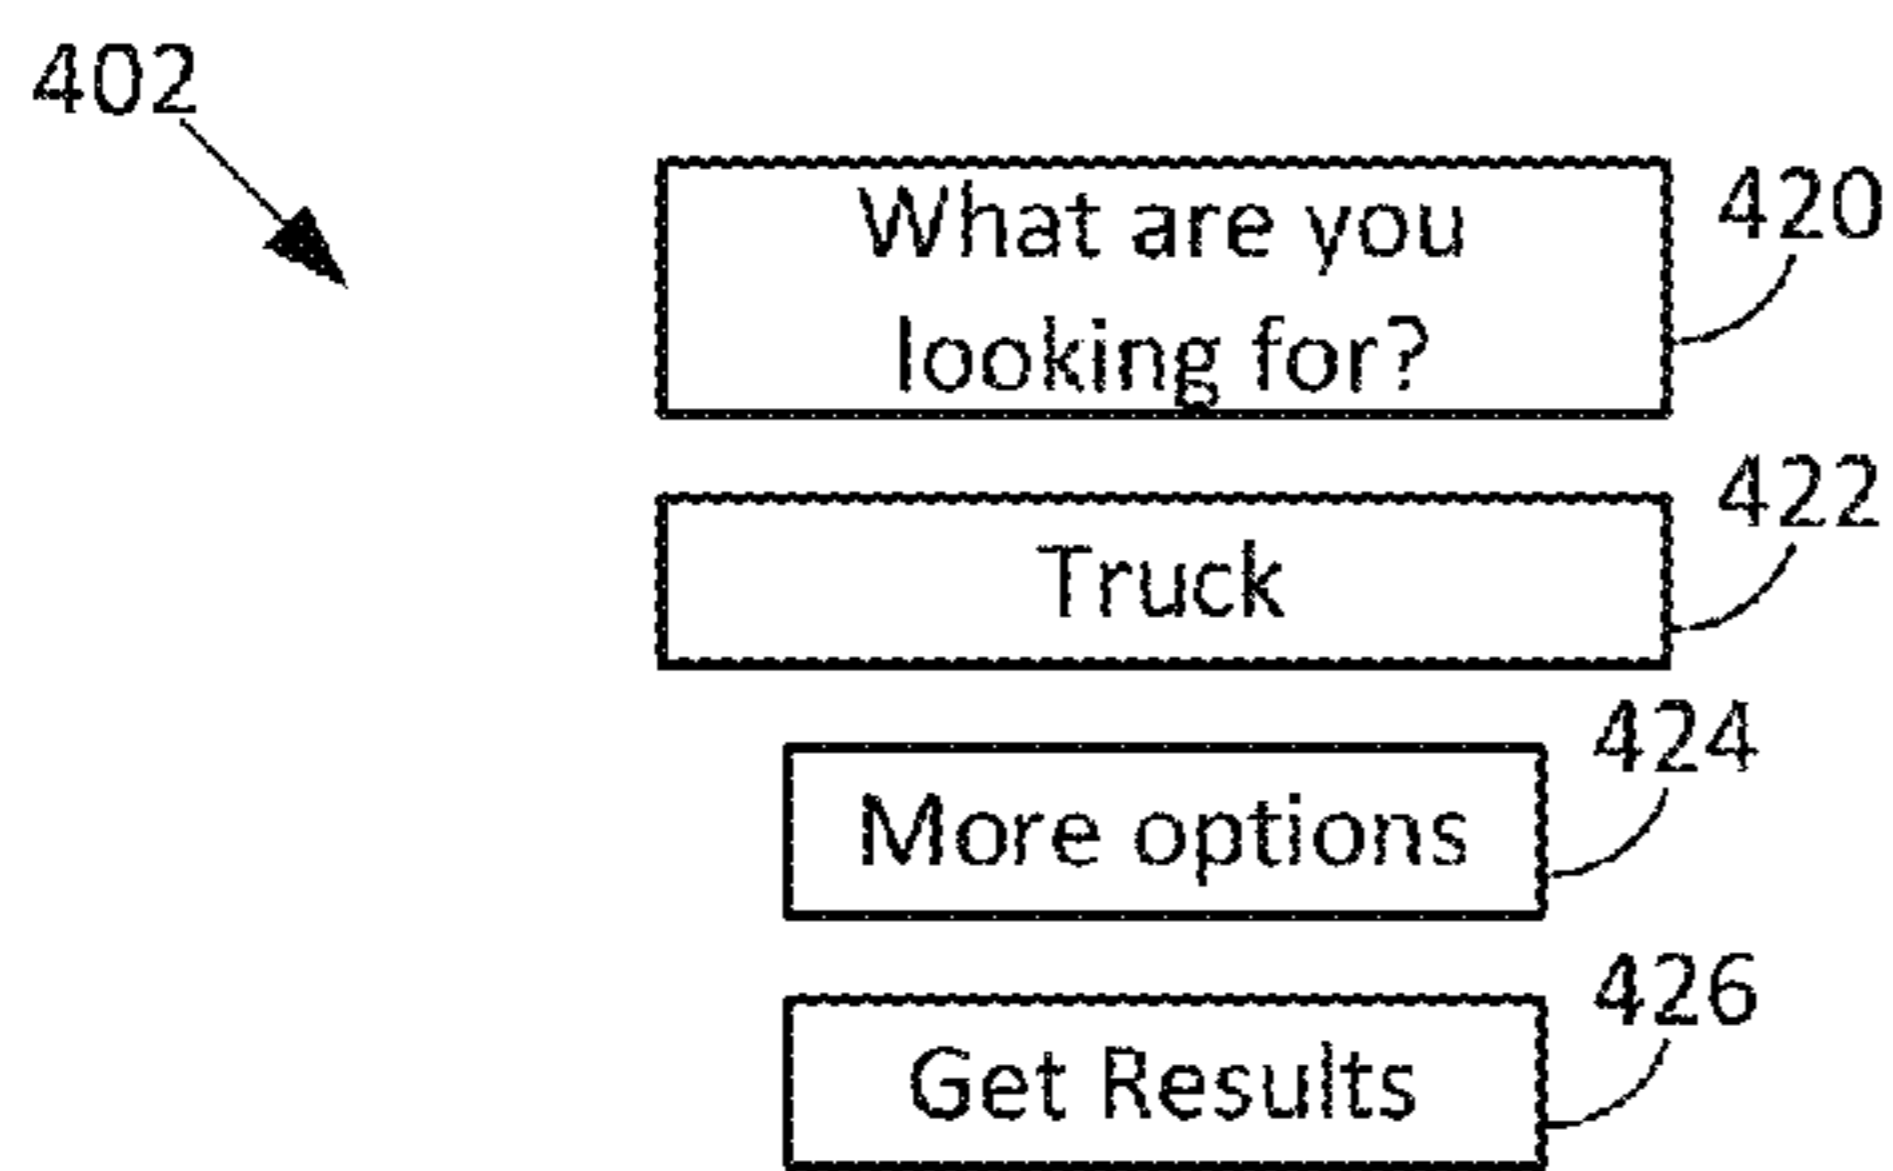 402
What are you
looking for?
420
Truck
422
More options
424
Get Results
426